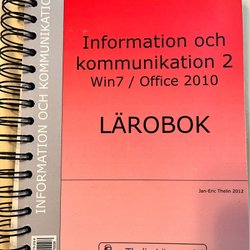 INFORMATION OCH KOMMUNIKATION
Information och
kommunikation 2
Win7 / Office 2010
LÄROBOK
Jan-Eric Thelin 2012